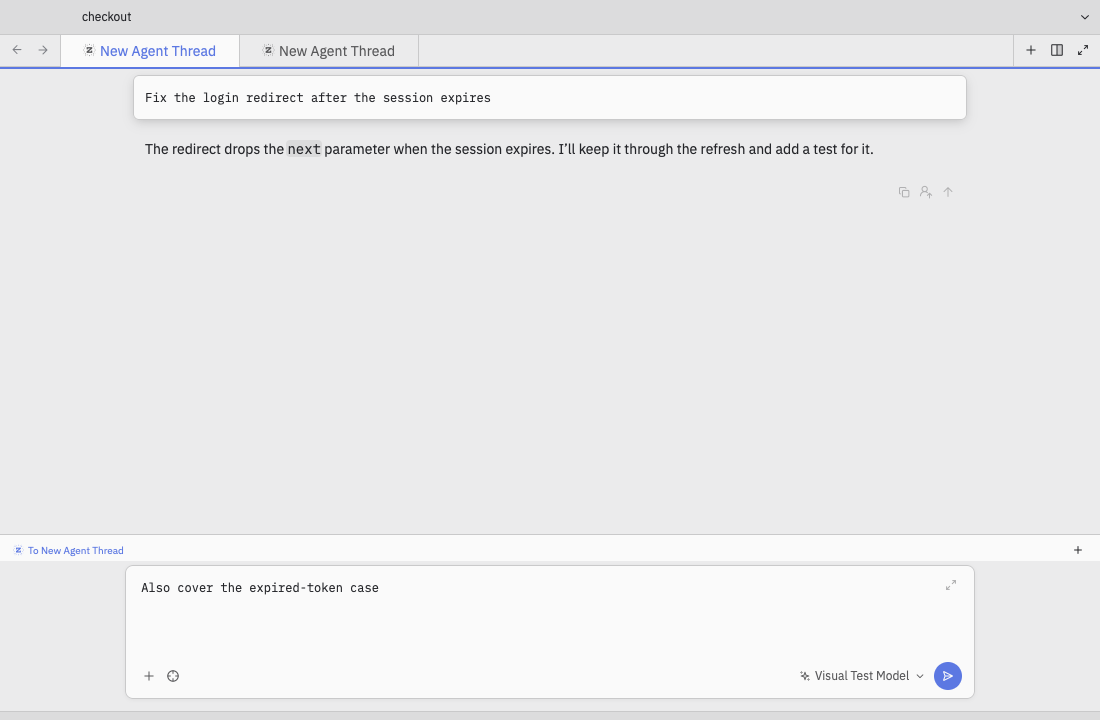 checkout
New Agent Thread
New Agent Thread
Fix the login redirect after the session expires
The redirect drops the next parameter when the session expires. I’ll keep it through the refresh and add a test for it.
To New Agent Thread
Also cover the expired-token case
Visual Test Model